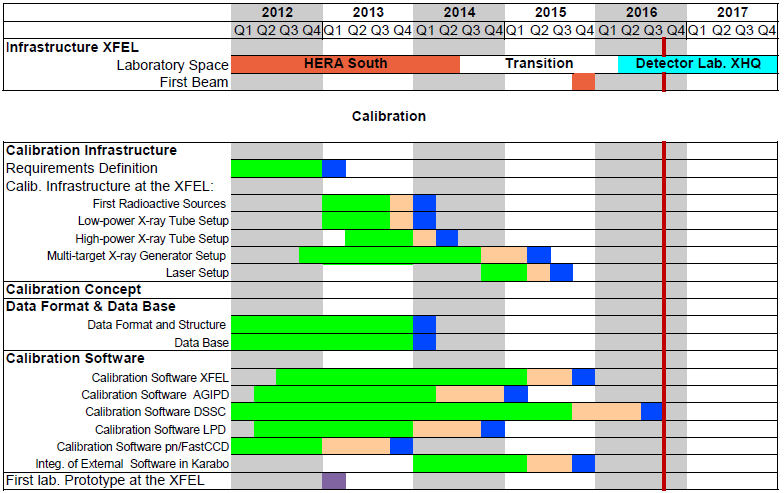 2012 2013 2014 2015 2016 2017
Q1 Q2 Q3 Q4 Q1 Q2 Q3 Q4 Q1 Q2 Q3 Q4 Q1 Q2 Q3 Q4 Q1 Q2 Q3 Q4 Q1 Q2 Q3 Q4
Infrastructure XFEL
Laboratory Space HERA South Transition Detector Lab. XHQ
First Beam
Calibration
Calibration Infrastructure
Requirements Definition
Calib. Infrastructure at the XFEL:
First Radioactive Sources
Low-power X-ray Tube Setup
High-power X-ray Tube Setup
Multi-target X-ray Generator Setup
Laser Setup
Calibration Concept
Data Format & Data Base
Data Format and Structure
Data Base
Calibration Software
Calibration Software XFEL
Calibration Software AGIPD
Calibration Software DSSC
Calibration Software LPD
Calibration Software pn/FastCCD
Integ. of External Software in Karabo
First lab. Prototype at the XFEL